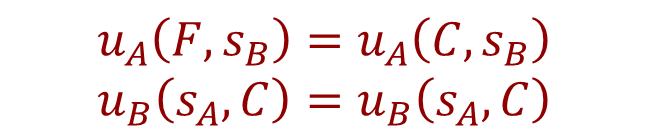 u_A(F, s_B) = u_A(C, s_B)
u_B(s_A, C) = u_B(s_A, C)